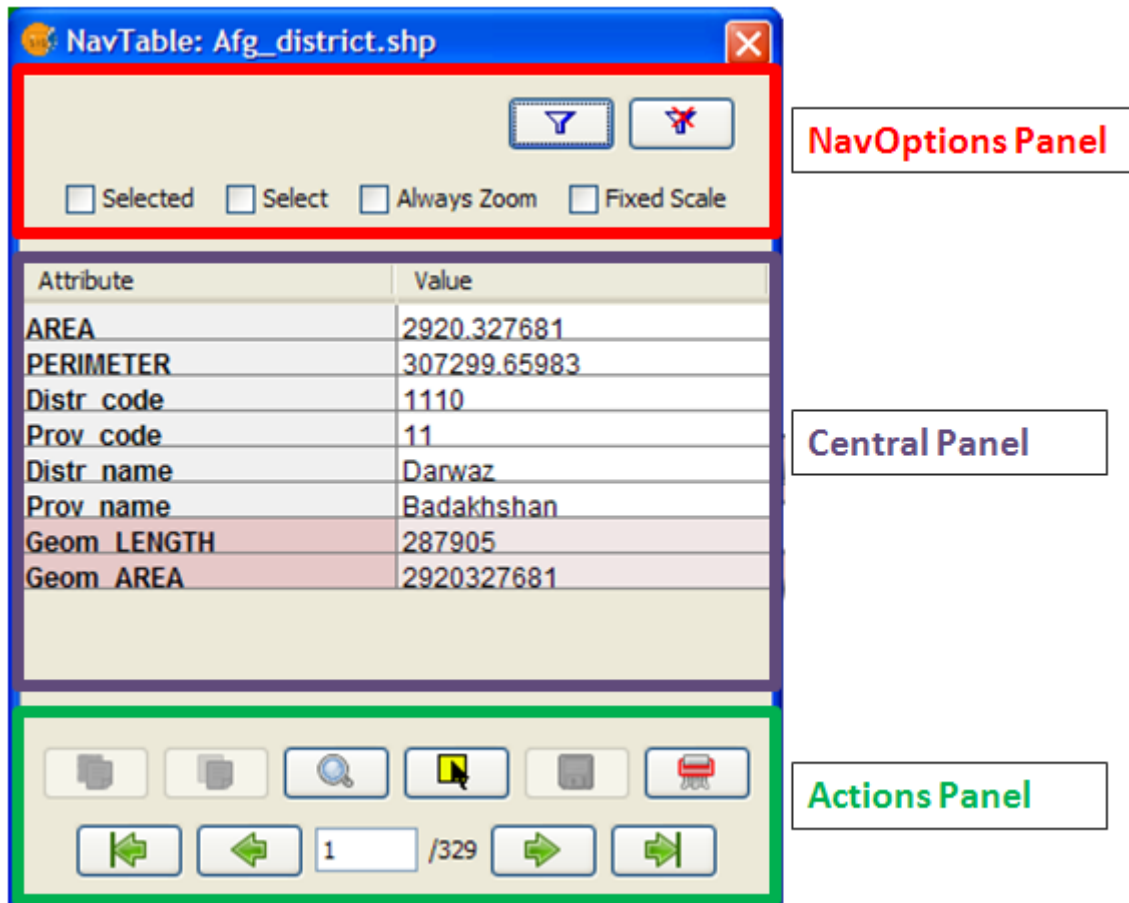 NavTable: Afg_district.shp
NavOptions Panel
Selected Select Always Zoom Fixed Scale
Attribute Value
AREA 2920.327681
PERIMETER 307299.65983
Distr_code 1110
Prov_code 11
Central Panel
Distr_name Darwaz
Prov_name Badakhshan
Geom_LENGTH 287905
Geom_AREA 2920327681
Actions Panel
1 /329